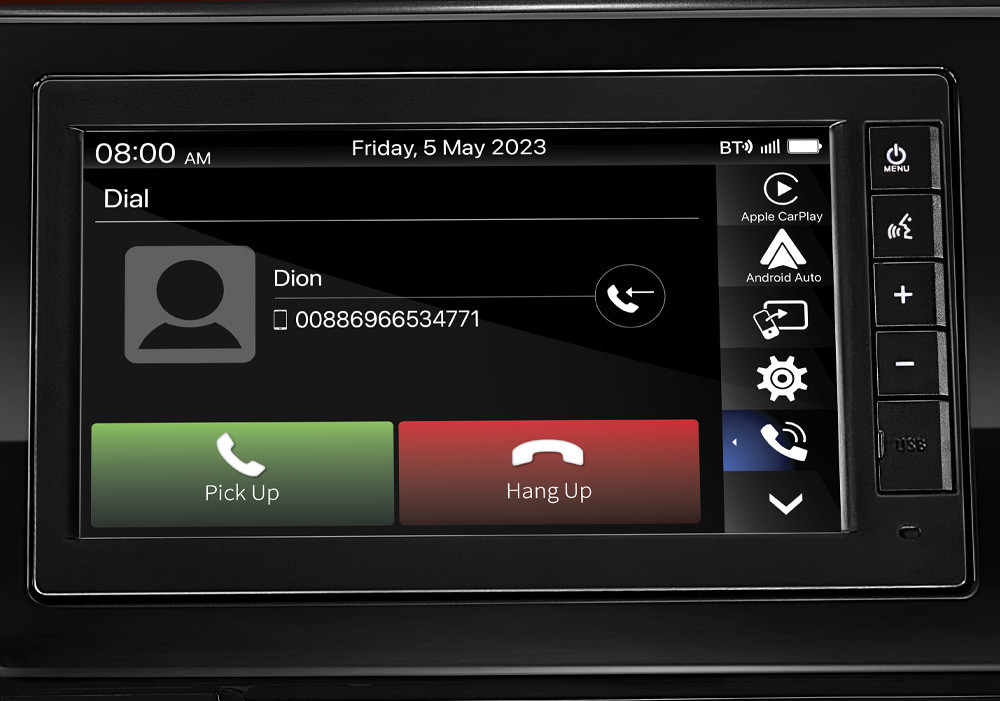 08:00 AM
Friday, 5 May 2023
BT
Dial
Dion
00886966534771
Pick Up
Hang Up
Apple CarPlay
Android Auto
MENU
+
−
USB